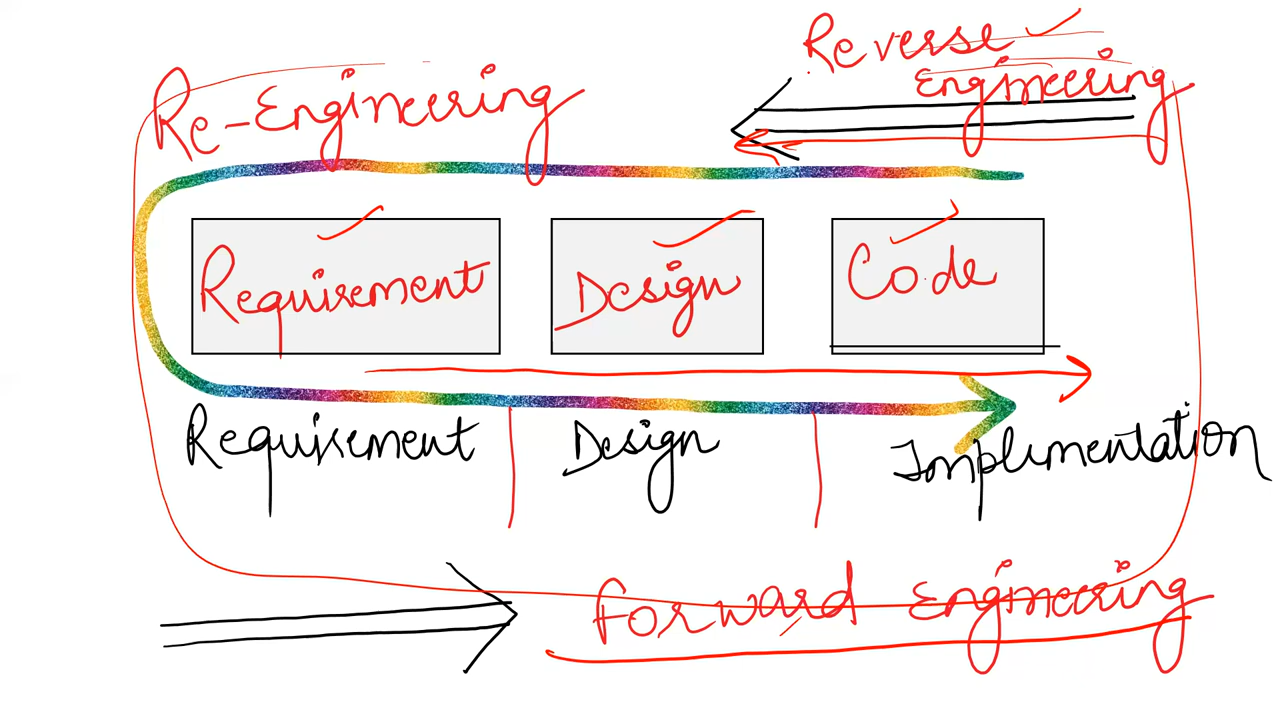 Reverse
Engineering
Re-Engineering
Requirement Design Code
Requirement Design Implementation
Forward Engineering